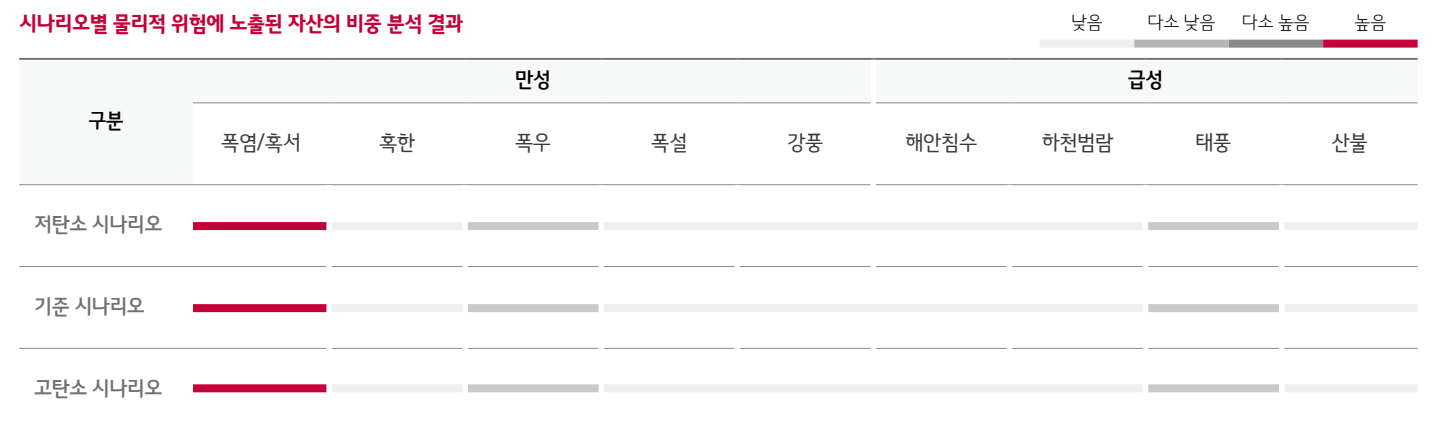 시나리오별 물리적 위험에 노출된 자산의 비중 분석 결과
낮음 다소 낮음 다소 높음 높음
구분 만성 급성
폭염/혹서 혹한 폭우 폭설 강풍 해안침수 하천범람 태풍 산불
저탄소 시나리오
기준 시나리오
고탄소 시나리오